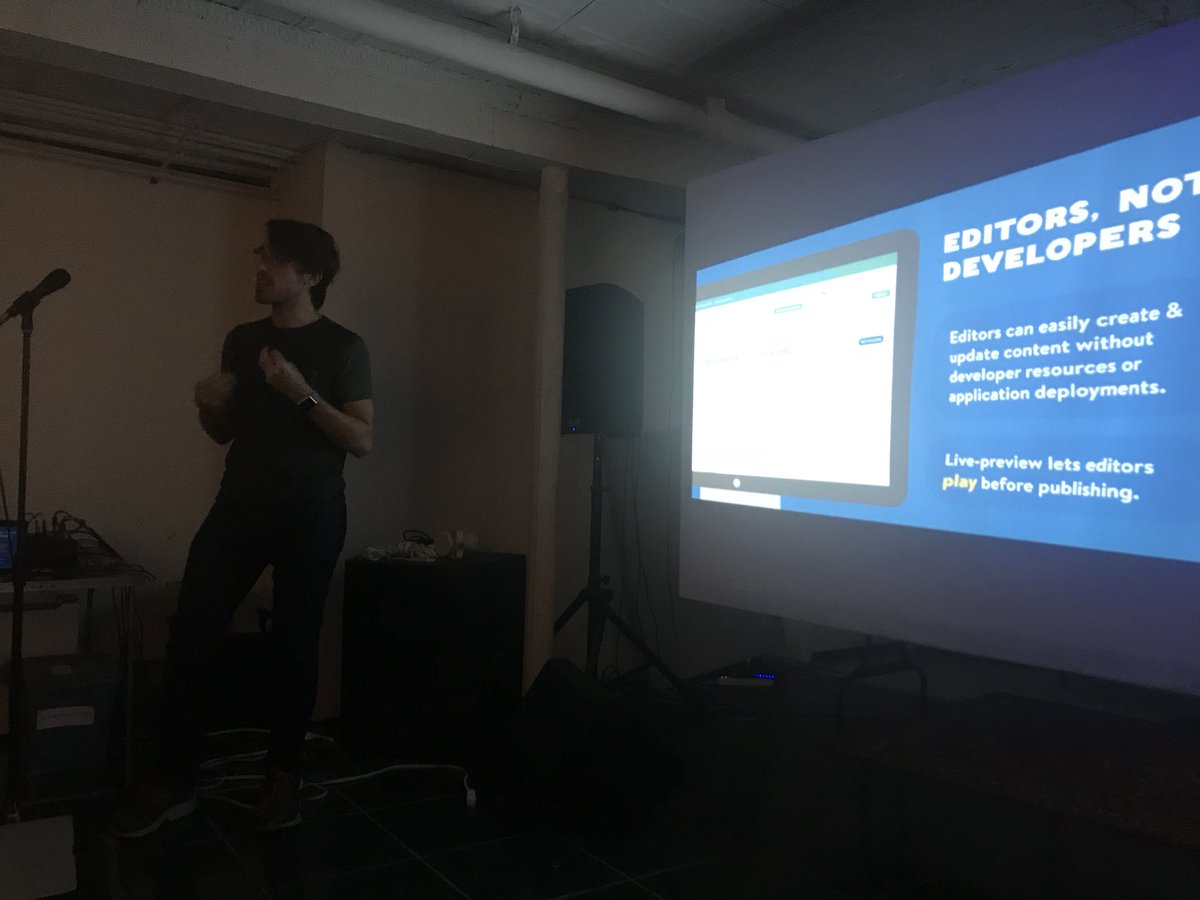 EDITORS, NOT
DEVELOPERS
Editors can easily create &
update content without
developer resources or
application deployments.
Live-preview lets editors
play before publishing.